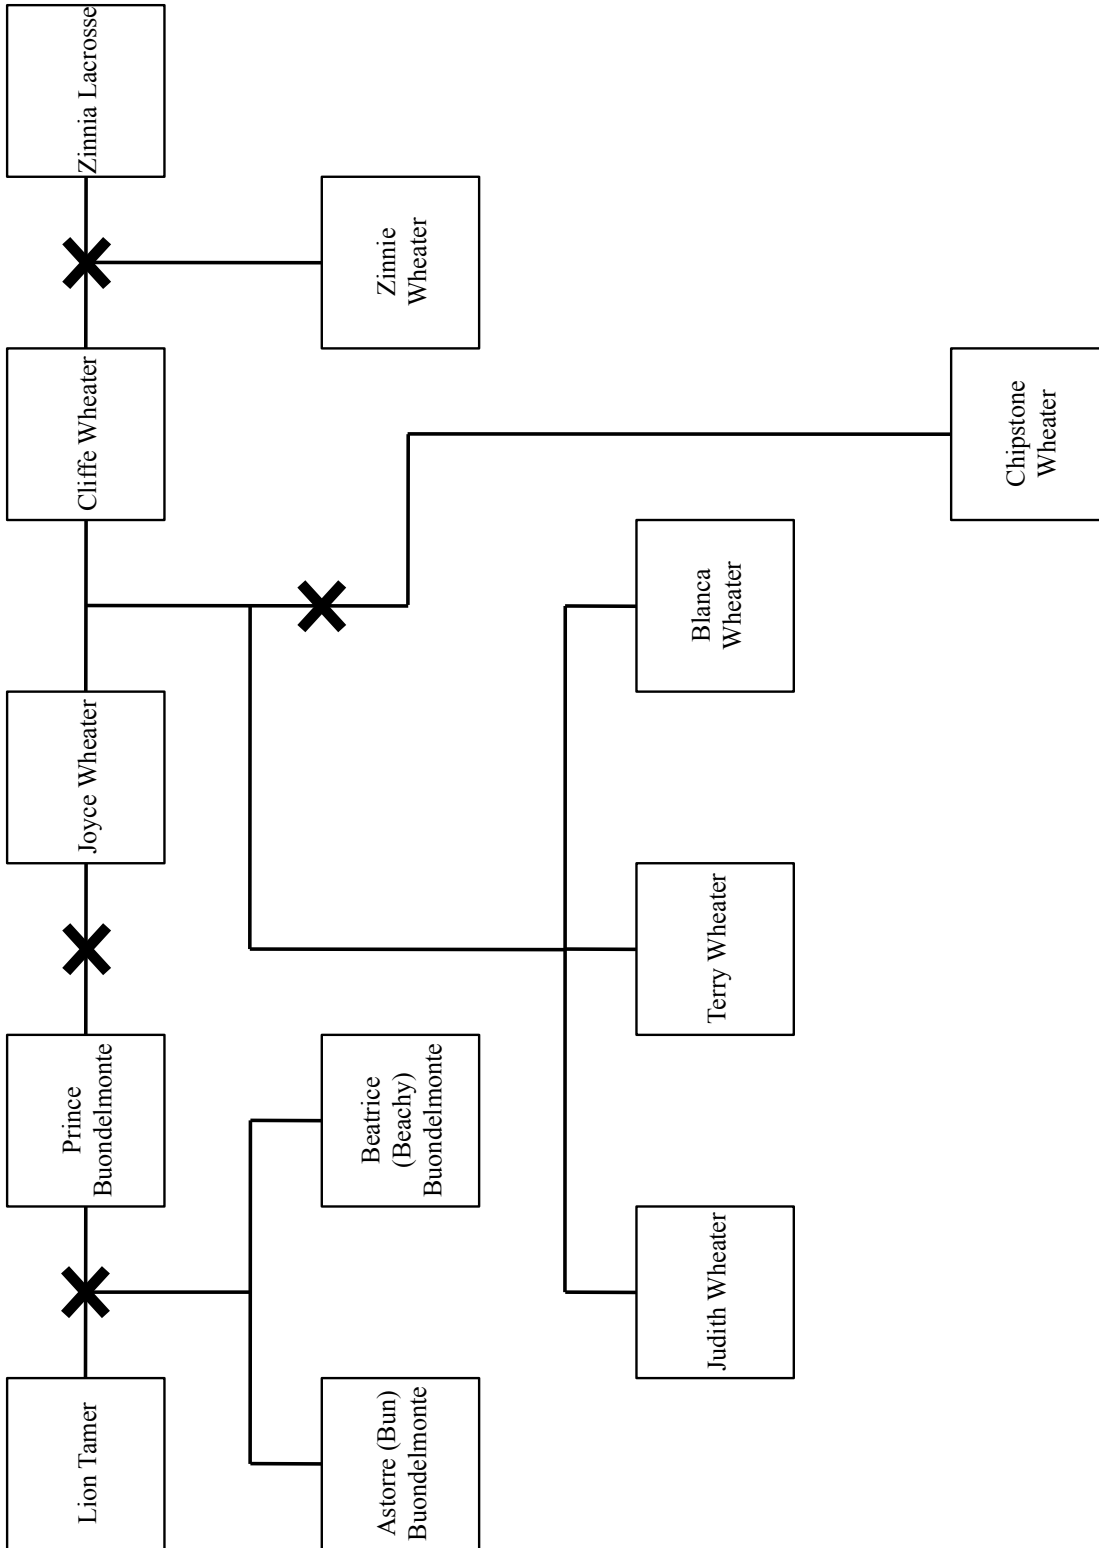 Lion Tamer
Prince
Buondelmonte
Joyce Wheater
Cliffe Wheater
Zinnia Lacrosse
Astorre (Bun)
Buondelmonte
Beatrice
(Beachy)
Buondelmonte
Zinnie
Wheater
Judith Wheater
Terry Wheater
Blanca
Wheater
Chipstone
Wheater